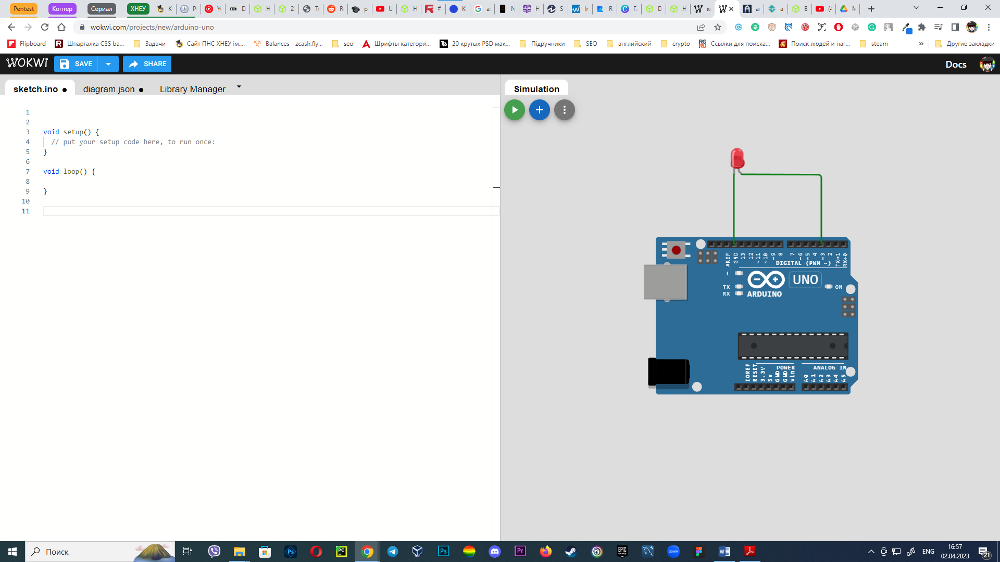 Pentest
Коптер
Сериал
ХНЕУ
wokwi.com/projects/new/arduino-uno
Flipboard
Шпаргалка CSS ba...
Задачи
Сайт ПНС ХНЕУ ім....
Balances - zcash.fly...
seo
Шрифты категори...
20 крутых PSD мак...
Підручники
SEO
английский
crypto
Ссылки для поиска...
Поиск людей и наг...
steam
Другие закладки
WOKWI
SAVE
SHARE
Docs
sketch.ino
diagram.json
Library Manager
Simulation
1
2
3 void setup() {
4 // put your setup code here, to run once:
5 }
6
7 void loop() {
8
9 }
10
11
AREF
GND
13
12
~11
~10
~9
8
7
~6
~5
4
~3
2
TX→1
RX←0
DIGITAL (PWM ~)
L
TX
RX
UNO
ON
ARDUINO
IOREF
RESET
3.3V
5V
GND
GND
Vin
POWER
ANALOG IN
A0
A1
A2
A3
A4
A5
Поиск
ENG
16:57
02.04.2023
21